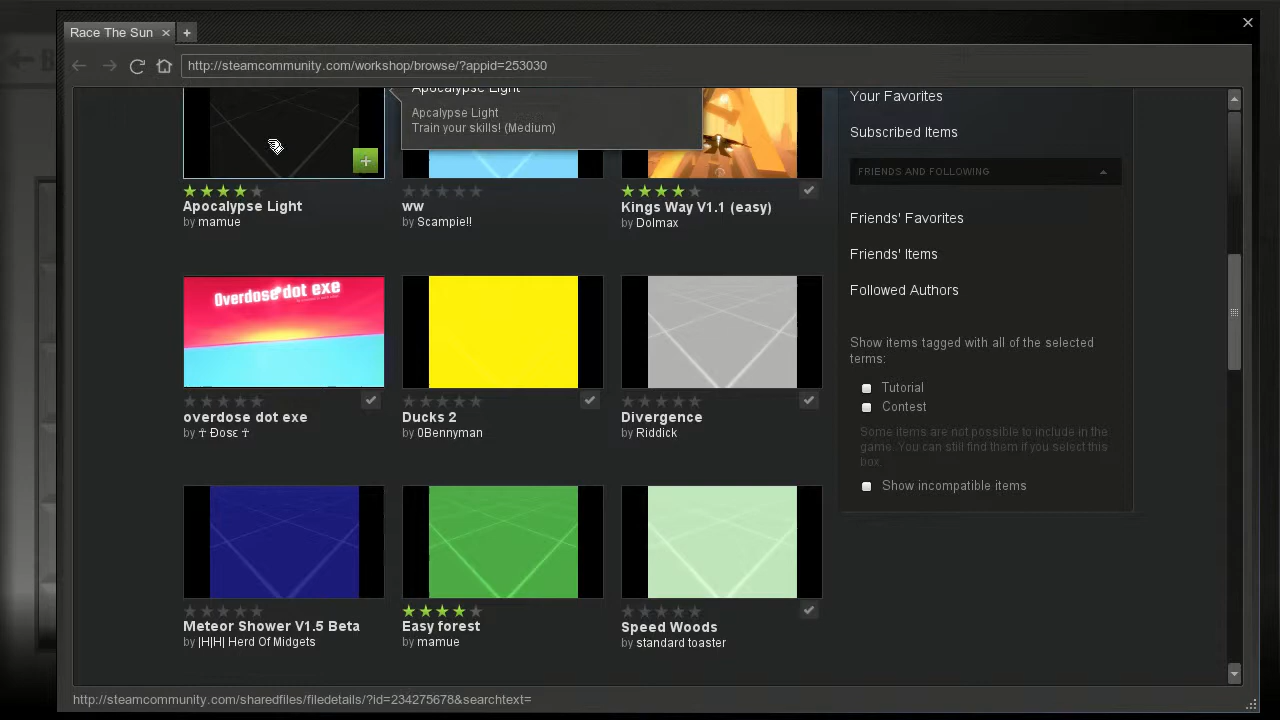 Race The Sun
http://steamcommunity.com/workshop/browse/?appid=253030
Apocalypse Light
Apcalypse Light
Train your skills! (Medium)
Apocalypse Light
by mamue
ww
by Scampie!!
Kings Way V1.1 (easy)
by Dolmax
Overdose dot exe
overdose dot exe
by ☥ Đosε ☥
Ducks 2
by 0Bennyman
Divergence
by Riddick
Meteor Shower V1.5 Beta
by |H|H| Herd Of Midgets
Easy forest
by mamue
Speed Woods
by standard toaster
Your Favorites
Subscribed Items
FRIENDS AND FOLLOWING
Friends' Favorites
Friends' Items
Followed Authors
Show items tagged with all of the selected
terms:
Tutorial
Contest
Some items are not possible to include in the
game. You can still find them if you select this
box.
Show incompatible items
http://steamcommunity.com/sharedfiles/filedetails/?id=234275678&searchtext=